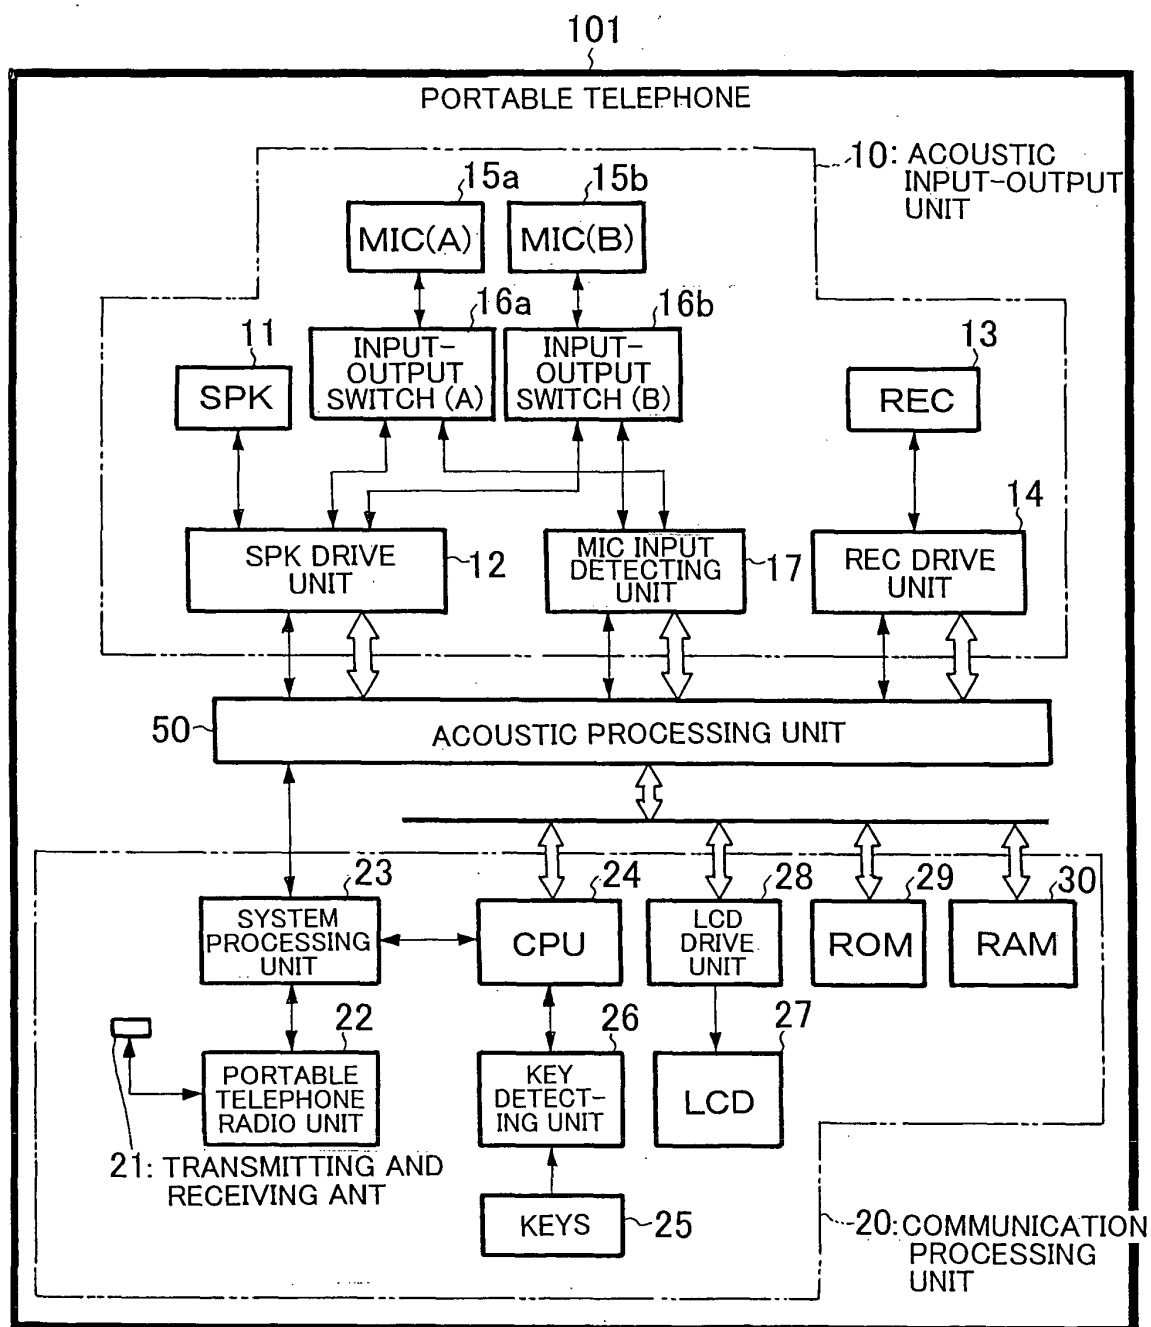 101
PORTABLE TELEPHONE
10: ACOUSTIC
INPUT-OUTPUT
UNIT
15a
15b
MIC(A)
MIC(B)
16a
16b
11
13
INPUT-
OUTPUT
SWITCH (A)
INPUT-
OUTPUT
SWITCH (B)
SPK
REC
14
SPK DRIVE
UNIT
12
MIC INPUT
DETECTING
UNIT
17
REC DRIVE
UNIT
50
ACOUSTIC PROCESSING UNIT
23
24
28
29
30
SYSTEM
PROCESSING
UNIT
CPU
LCD
DRIVE
UNIT
ROM
RAM
22
26
27
PORTABLE
TELEPHONE
RADIO UNIT
KEY
DETECT-
ING UNIT
LCD
21: TRANSMITTING AND
RECEIVING ANT
KEYS
25
20: COMMUNICATION
PROCESSING
UNIT